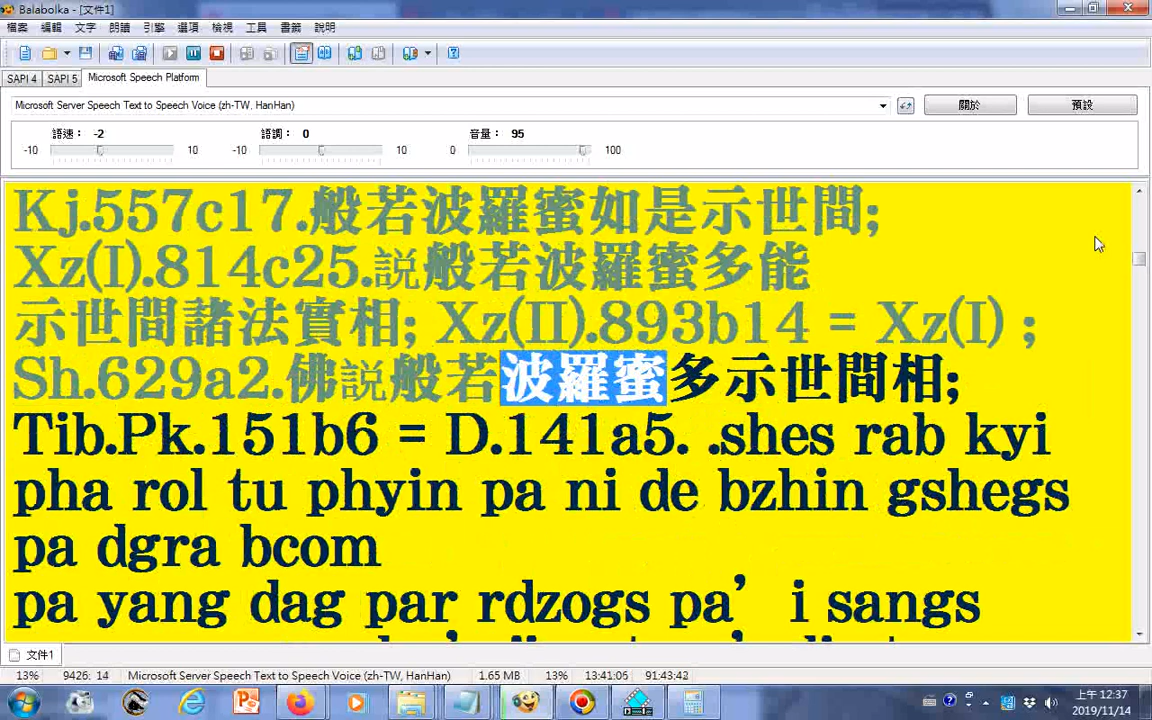 Balabolka - [文件1]
檔案 編輯 文字 朗讀 引擎 選項 檢視 工具 書籤 說明
SAPI 4 SAPI 5 Microsoft Speech Platform
Microsoft Server Speech Text to Speech Voice (zh-TW, HanHan) 關於 預設
語速： -2 語調： 0 音量： 95
-10 10 -10 10 0 100
Kj.557c17.般若波羅蜜如是示世間;
Xz(I).814c25.説般若波羅蜜多能
示世間諸法實相; Xz(II).893b14 = Xz(I) ;
Sh.629a2.佛説般若波羅蜜多示世間相;
Tib.Pk.151b6 = D.141a5. .shes rab kyi
pha rol tu phyin pa ni de bzhin gshegs
pa dgra bcom
pa yang dag par rdzogs pa’i sangs
文件1
13% 9426: 14 Microsoft Server Speech Text to Speech Voice (zh-TW, HanHan) 1.65 MB 13% 13:41:06 91:43:42
上午 12:37
2019/11/14